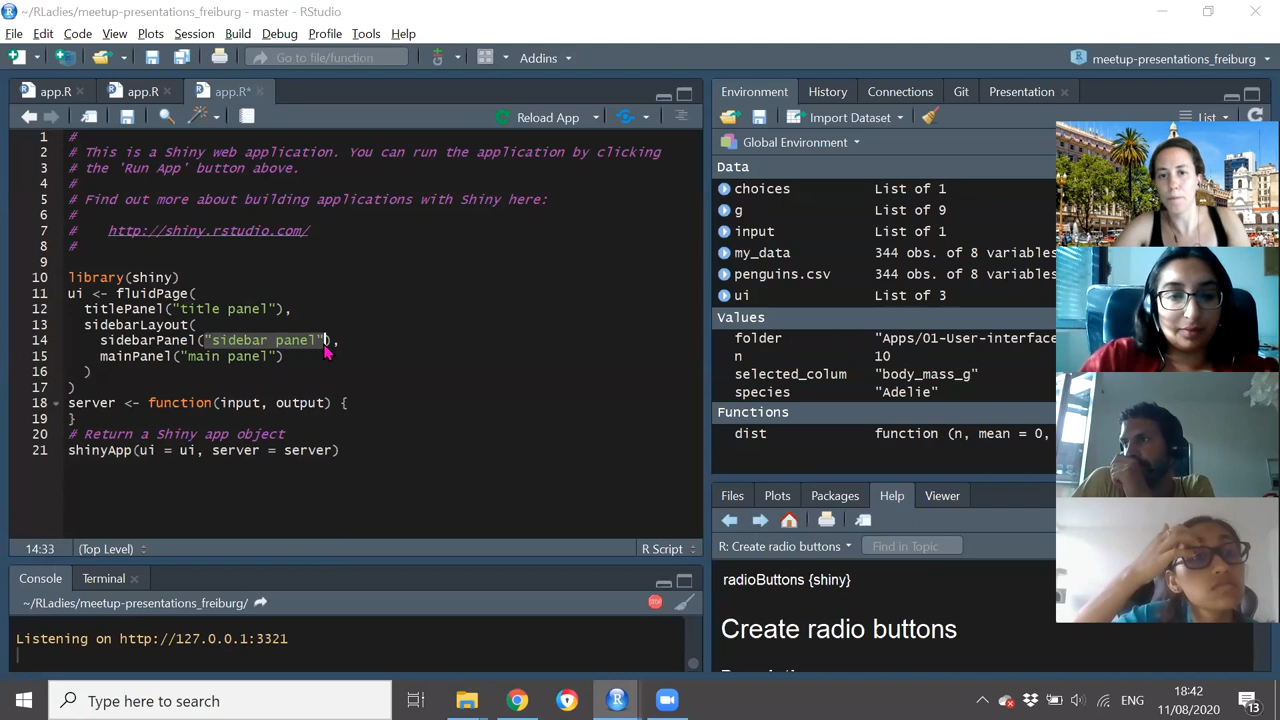 ~/RLadies/meetup-presentations_freiburg - master - RStudio
File Edit Code View Plots Session Build Debug Profile Tools Help
Go to file/function Addins meetup-presentations_freiburg
app.R app.R app.R*
Reload App
1 #
2 # This is a Shiny web application. You can run the application by clicking
3 # the 'Run App' button above.
4 #
5 # Find out more about building applications with Shiny here:
6 #
7 # http://shiny.rstudio.com/
8 #
9
10 library(shiny)
11 ui <- fluidPage(
12 titlePanel("title panel"),
13 sidebarLayout(
14 sidebarPanel("sidebar panel"),
15 mainPanel("main panel")
16 )
17 )
18 server <- function(input, output) {
19 }
20 # Return a Shiny app object
21 shinyApp(ui = ui, server = server)
14:33 (Top Level) R Script
Console Terminal
~/RLadies/meetup-presentations_freiburg/
STOP
Listening on http://127.0.0.1:3321
Environment History Connections Git Presentation
Import Dataset List
Global Environment
Data
choices List of 1
g List of 9
input List of 1
my_data 344 obs. of 8 variables
penguins.csv 344 obs. of 8 variables
ui List of 3
Values
folder "Apps/01-User-interface
n 10
selected_colum "body_mass_g"
species "Adelie"
Functions
dist function (n, mean = 0,
Files Plots Packages Help Viewer
R: Create radio buttons Find in Topic
radioButtons {shiny}
Create radio buttons
Type here to search
ENG
18:42
11/08/2020
13